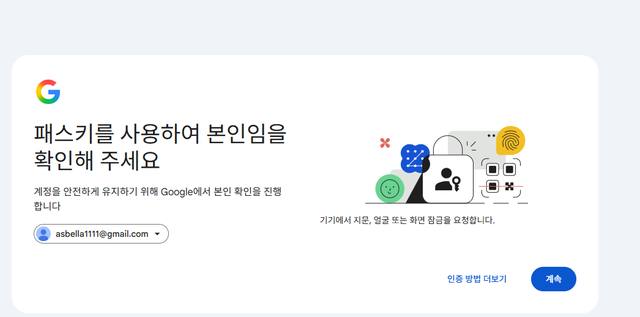 패스키를 사용하여 본인임을
확인해 주세요
계정을 안전하게 유지하기 위해 Google에서 본인 확인을 진행
합니다
asbella1111@gmail.com
기기에서 지문, 얼굴 또는 화면 잠금을 요청합니다.
인증 방법 더보기
계속